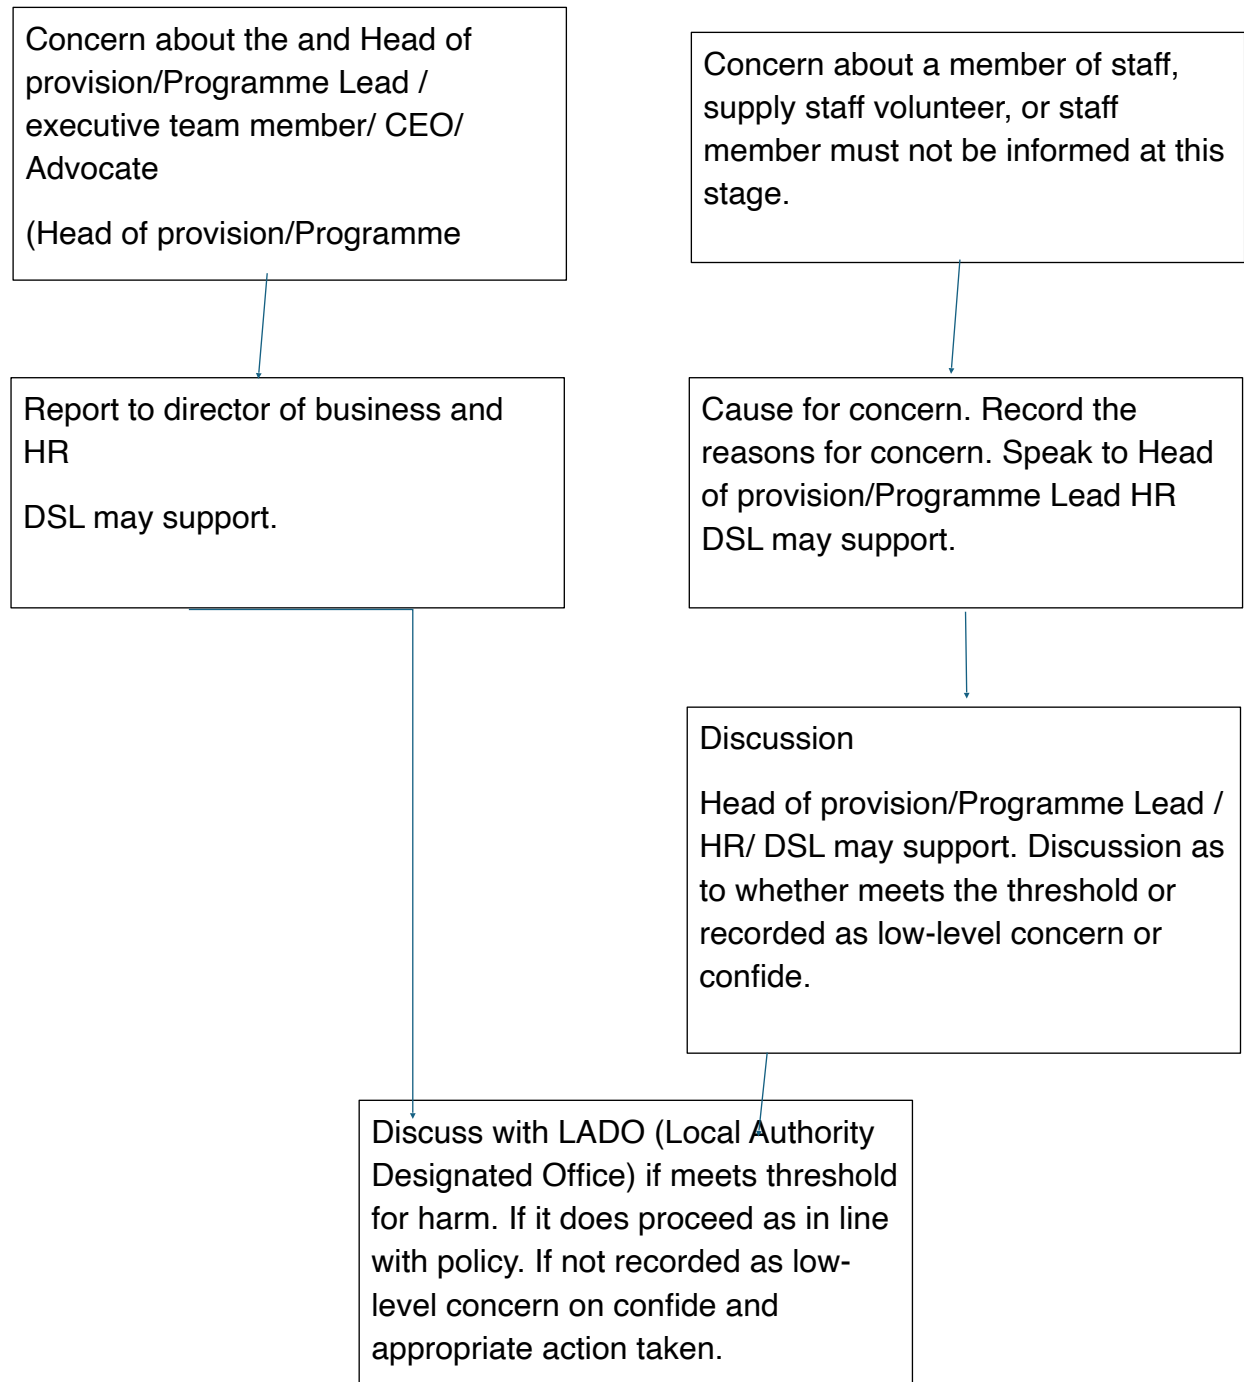 Concern about the and Head of
provision/Programme Lead /
executive team member/ CEO/
Advocate
(Head of provision/Programme
Concern about a member of staff,
supply staff volunteer, or staff
member must not be informed at this
stage.
Report to director of business and
HR
DSL may support.
Cause for concern. Record the
reasons for concern. Speak to Head
of provision/Programme Lead HR
DSL may support.
Discussion
Head of provision/Programme Lead /
HR/ DSL may support. Discussion as
to whether meets the threshold or
recorded as low-level concern or
confide.
Discuss with LADO (Local Authority
Designated Office) if meets threshold
for harm. If it does proceed as in line
with policy. If not recorded as low-
level concern on confide and
appropriate action taken.